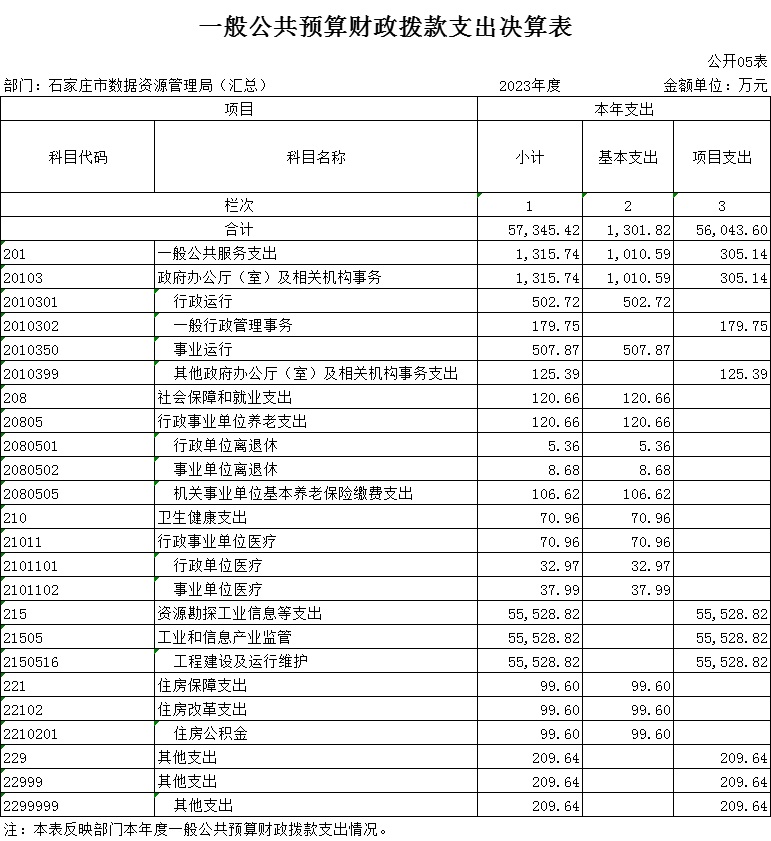 一般公共预算财政拨款支出决算表
公开05表
部门：石家庄市数据资源管理局（汇总） 2023年度 金额单位：万元
项目 本年支出
科目代码 科目名称 小计 基本支出 项目支出
栏次 1 2 3
合计 57,345.42 1,301.82 56,043.60
201 一般公共服务支出 1,315.74 1,010.59 305.14
20103 政府办公厅（室）及相关机构事务 1,315.74 1,010.59 305.14
2010301 行政运行 502.72 502.72
2010302 一般行政管理事务 179.75 179.75
2010350 事业运行 507.87 507.87
2010399 其他政府办公厅（室）及相关机构事务支出 125.39 125.39
208 社会保障和就业支出 120.66 120.66
20805 行政事业单位养老支出 120.66 120.66
2080501 行政单位离退休 5.36 5.36
2080502 事业单位离退休 8.68 8.68
2080505 机关事业单位基本养老保险缴费支出 106.62 106.62
210 卫生健康支出 70.96 70.96
21011 行政事业单位医疗 70.96 70.96
2101101 行政单位医疗 32.97 32.97
2101102 事业单位医疗 37.99 37.99
215 资源勘探工业信息等支出 55,528.82 55,528.82
21505 工业和信息产业监管 55,528.82 55,528.82
2150516 工程建设及运行维护 55,528.82 55,528.82
221 住房保障支出 99.60 99.60
22102 住房改革支出 99.60 99.60
2210201 住房公积金 99.60 99.60
229 其他支出 209.64 209.64
22999 其他支出 209.64 209.64
2299999 其他支出 209.64 209.64
注：本表反映部门本年度一般公共预算财政拨款支出情况。